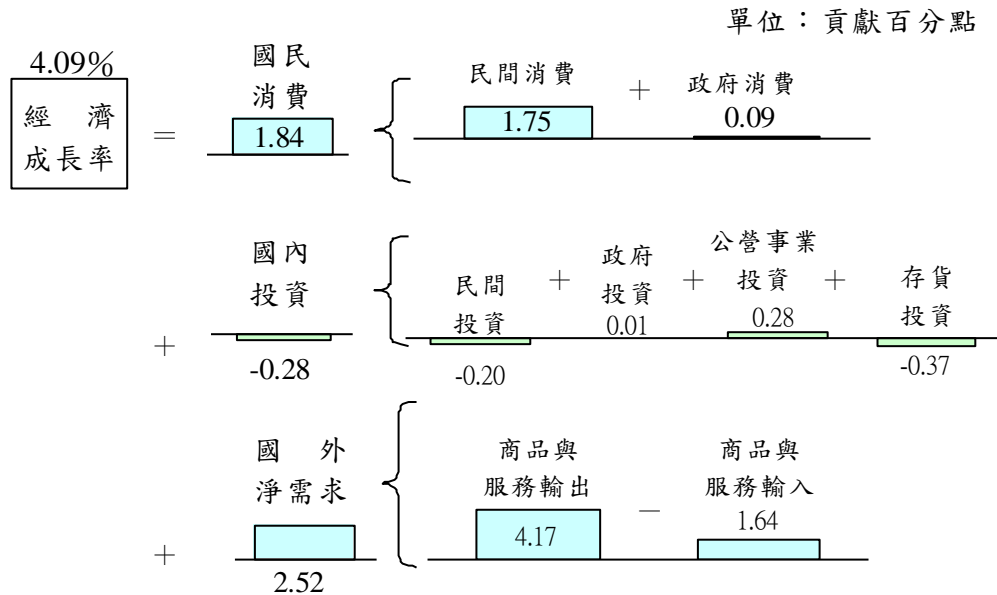 單位：貢獻百分點
4.09%
經濟
成長率
=
國民
消費
1.84
民間消費
1.75
+
政府消費
0.09
+
國內
投資
-0.28
民間
投資
-0.20
+
政府
投資
0.01
+
公營事業
投資
0.28
+
存貨
投資
-0.37
+
國外
淨需求
2.52
商品與
服務輸出
4.17
－
商品與
服務輸入
1.64